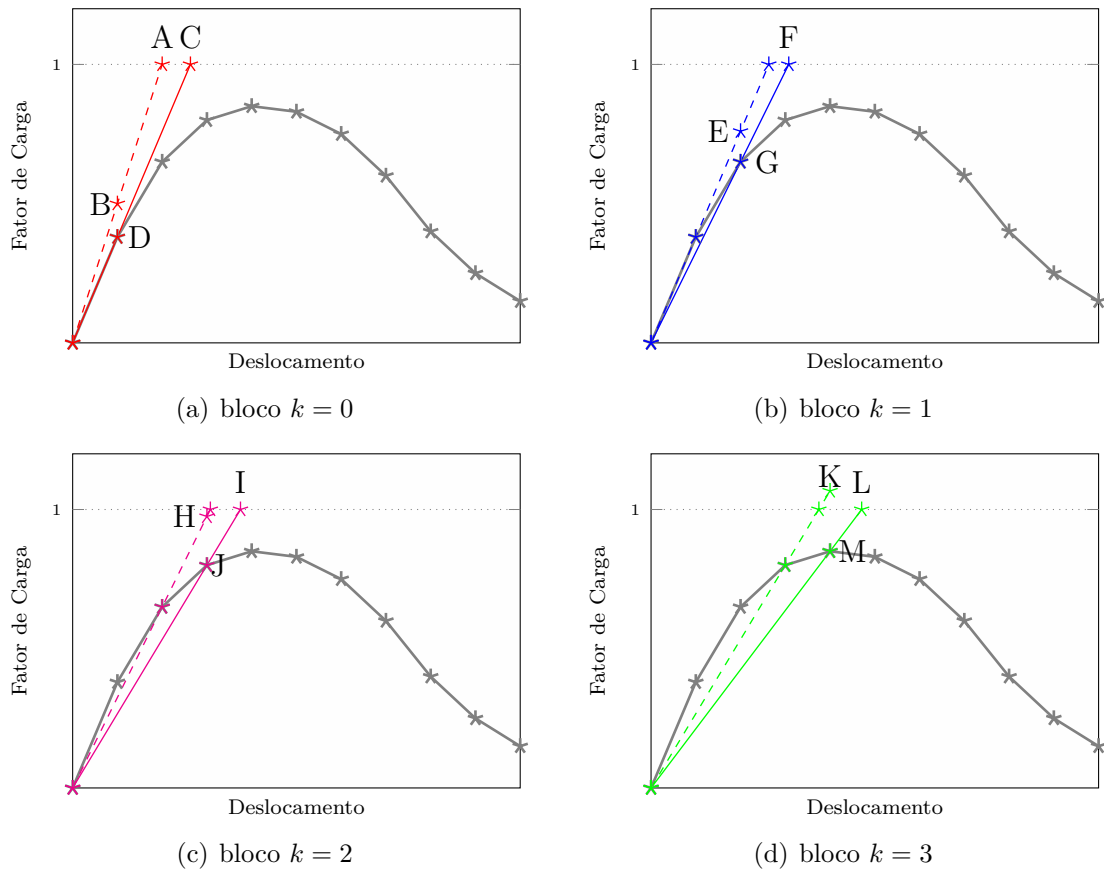 A C
1
B
D
Fator de Carga
Deslocamento
(a) bloco k = 0
F
1
E
G
Fator de Carga
Deslocamento
(b) bloco k = 1
I
1
H
J
Fator de Carga
Deslocamento
(c) bloco k = 2
K
L
1
M
Fator de Carga
Deslocamento
(d) bloco k = 3